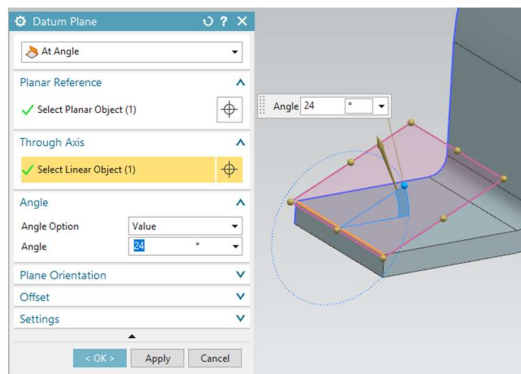 Datum Plane
At Angle
Planar Reference
Select Planar Object (1)
Through Axis
Select Linear Object (1)
Angle
Angle Option Value
Angle 24 °
Plane Orientation
Offset
Settings
< OK > Apply Cancel
Angle 24 °